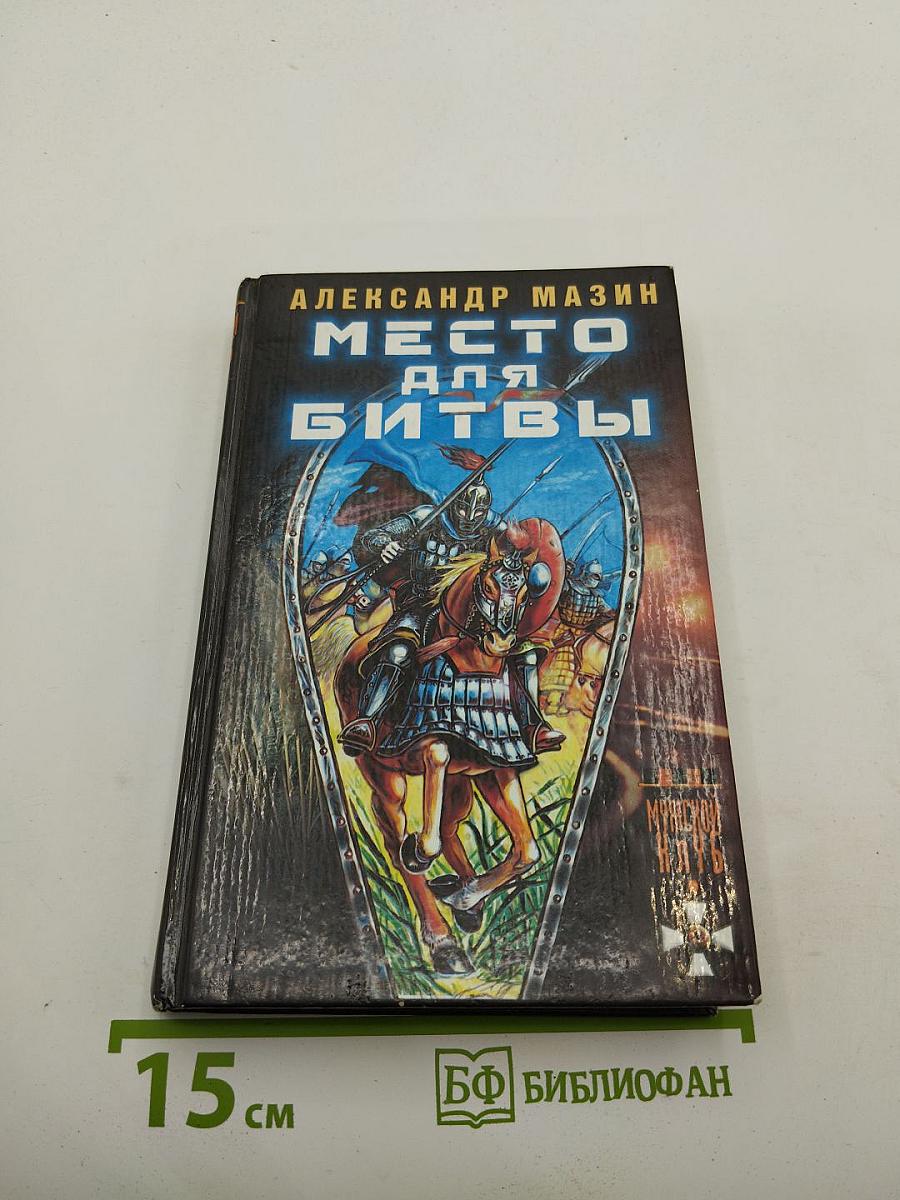 АЛЕКСАНДР МАЗИН
МЕСТО
ДЛЯ
БИТВЫ
МУЖСКОЙ
КЛУБ
15 см
БФ БИБЛИОФАН